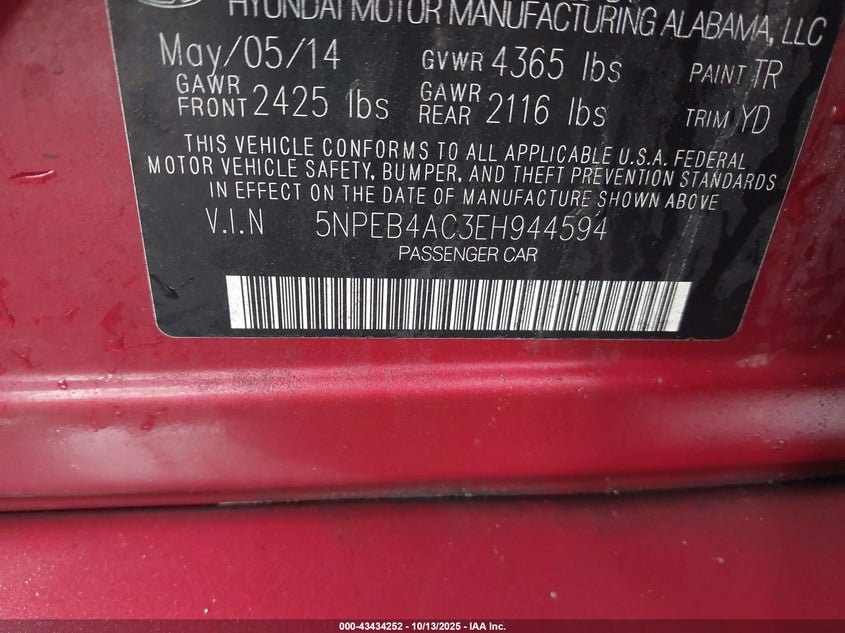 HYUNDAI MOTOR MANUFACTURING ALABAMA, LLC
May/05/14 GVWR 4365 lbs PAINT TR
GAWR FRONT 2425 lbs GAWR REAR 2116 lbs TRIM YD
THIS VEHICLE CONFORMS TO ALL APPLICABLE U.S.A. FEDERAL
MOTOR VEHICLE SAFETY, BUMPER, AND THEFT PREVENTION STANDARDS
IN EFFECT ON THE DATE OF MANUFACTURE SHOWN ABOVE
V.I.N 5NPEB4AC3EH944594
PASSENGER CAR
000-43434252 - 10/13/2025 - IAA Inc.